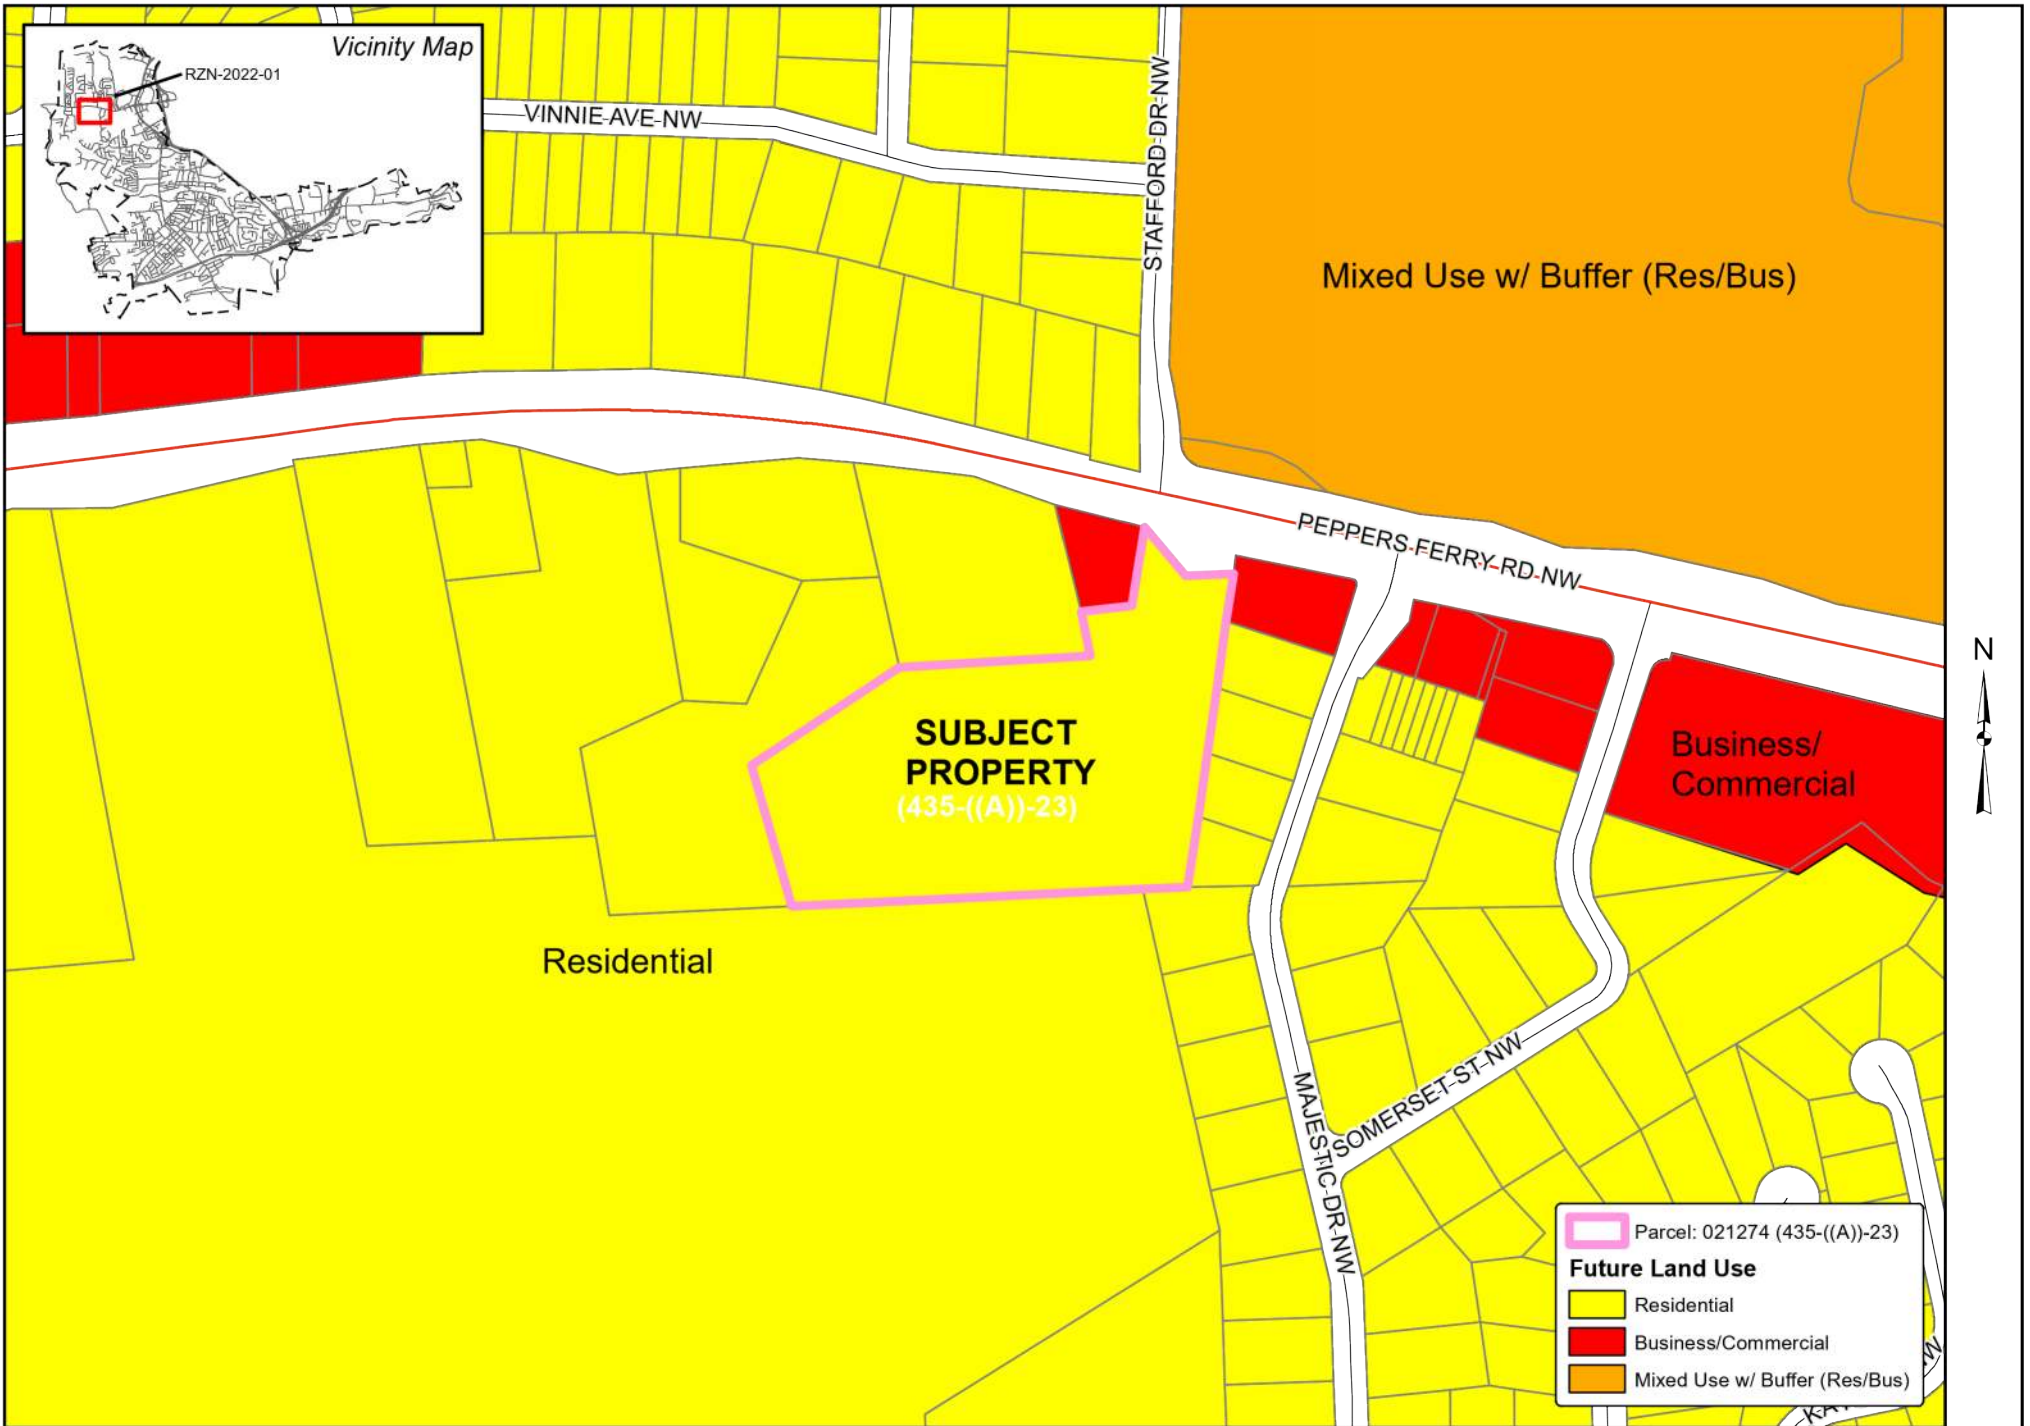 Vicinity Map
RZN-2022-01
VINNIE AVE NW
STAFFORD DR NW
Mixed Use w/ Buffer (Res/Bus)
PEPPERS FERRY RD NW
N
SUBJECT
PROPERTY
(435-((A))-23)
Business/
Commercial
Residential
SOMERSET ST NW
MAJESTIC DR NW
Parcel: 021274 (435-((A))-23)
Future Land Use
Residential
Business/Commercial
Mixed Use w/ Buffer (Res/Bus)